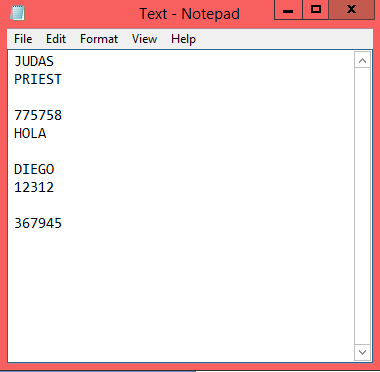 Text - Notepad
File Edit Format View Help
JUDAS
PRIEST
775758
HOLA
DIEGO
12312
367945